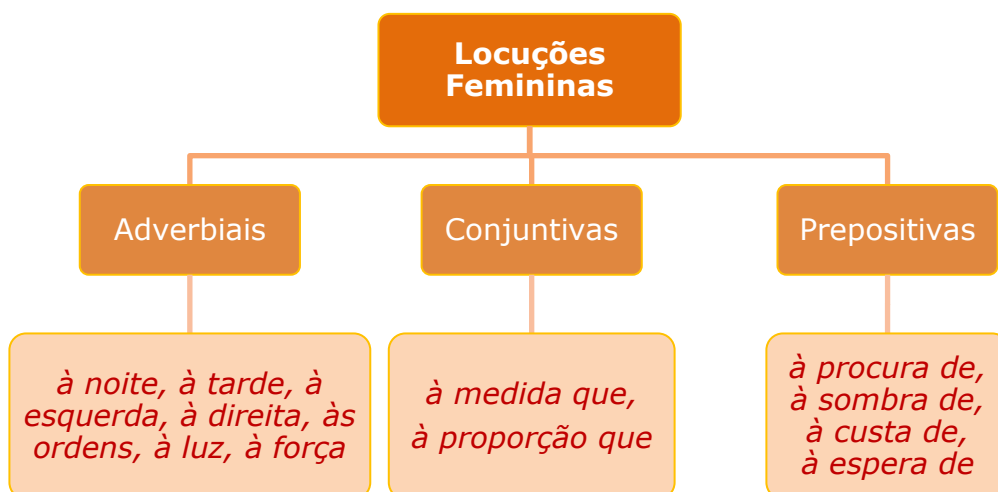 Locuções
Femininas
Adverbiais
Conjuntivas
Prepositivas
à noite, à tarde, à
esquerda, à direita, às
ordens, à luz, à força
à medida que,
à proporção que
à procura de,
à sombra de,
à custa de,
à espera de